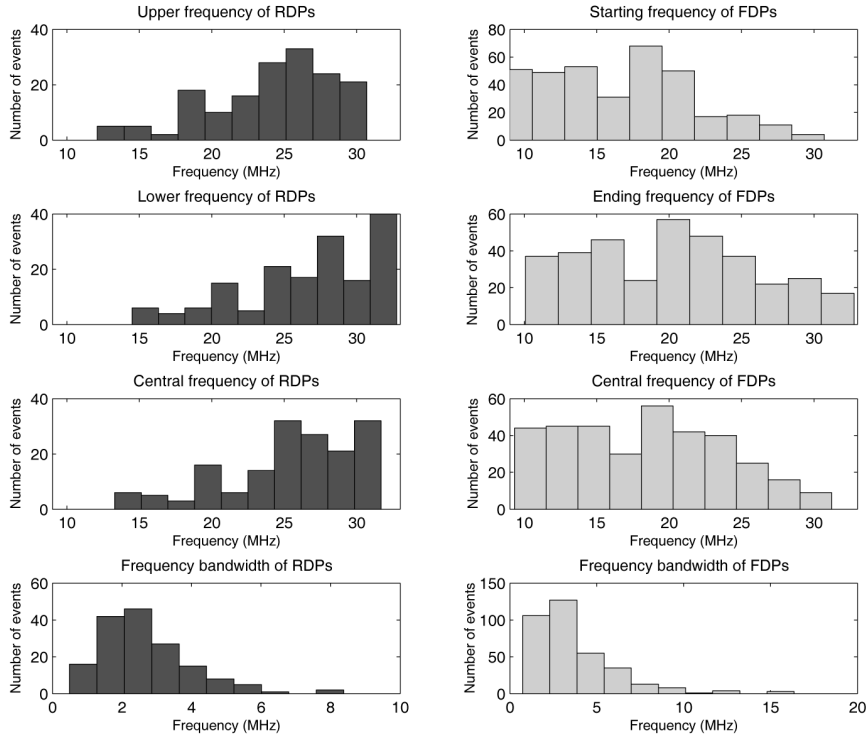 Upper frequency of RDPs
Number of events
40
20
0
10 15 20 25 30
Frequency (MHz)
Starting frequency of FDPs
Number of events
80
60
40
20
0
10 15 20 25 30
Frequency (MHz)
Lower frequency of RDPs
Number of events
40
20
0
10 15 20 25 30
Frequency (MHz)
Ending frequency of FDPs
Number of events
60
40
20
0
10 15 20 25 30
Frequency (MHz)
Central frequency of RDPs
Number of events
40
20
0
10 15 20 25 30
Frequency (MHz)
Central frequency of FDPs
Number of events
60
40
20
0
10 15 20 25 30
Frequency (MHz)
Frequency bandwidth of RDPs
Number of events
60
40
20
0
0 2 4 6 8 10
Frequency (MHz)
Frequency bandwidth of FDPs
Number of events
150
100
50
0
0 5 10 15 20
Frequency (MHz)